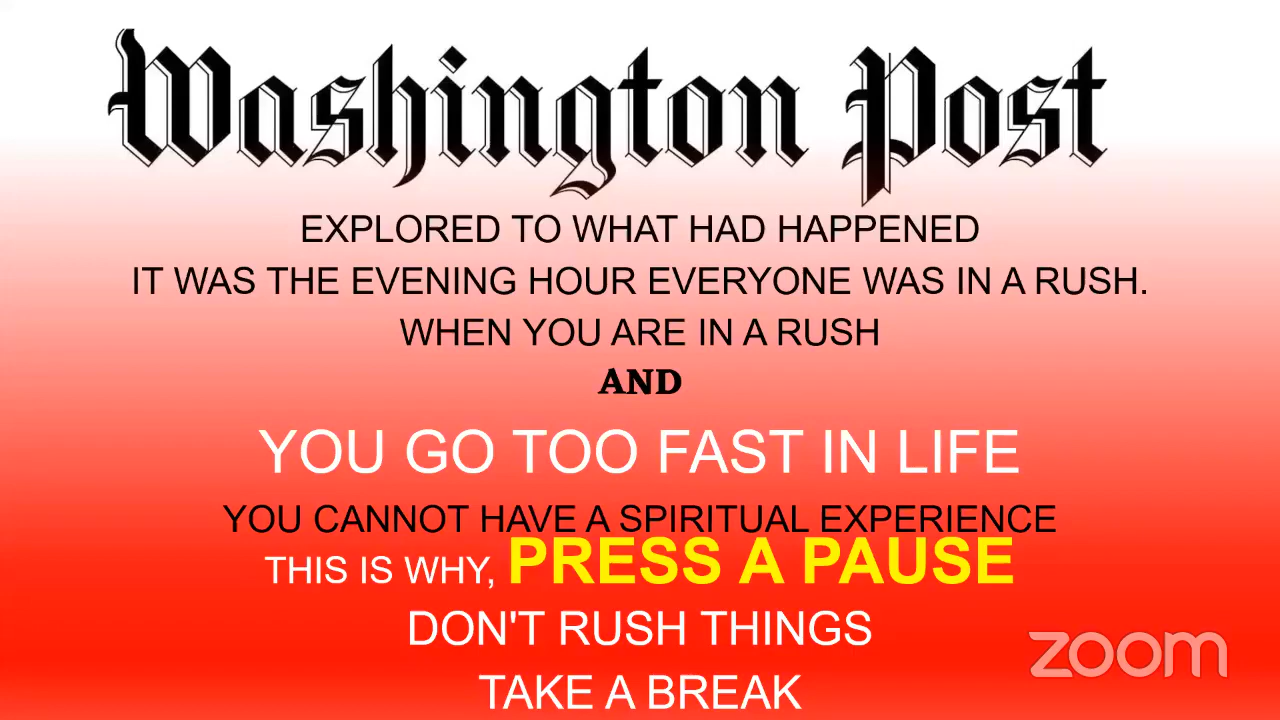 Washington Post
EXPLORED TO WHAT HAD HAPPENED
IT WAS THE EVENING HOUR EVERYONE WAS IN A RUSH.
WHEN YOU ARE IN A RUSH
AND
YOU GO TOO FAST IN LIFE
YOU CANNOT HAVE A SPIRITUAL EXPERIENCE
THIS IS WHY, PRESS A PAUSE
DON'T RUSH THINGS
zoom
TAKE A BREAK